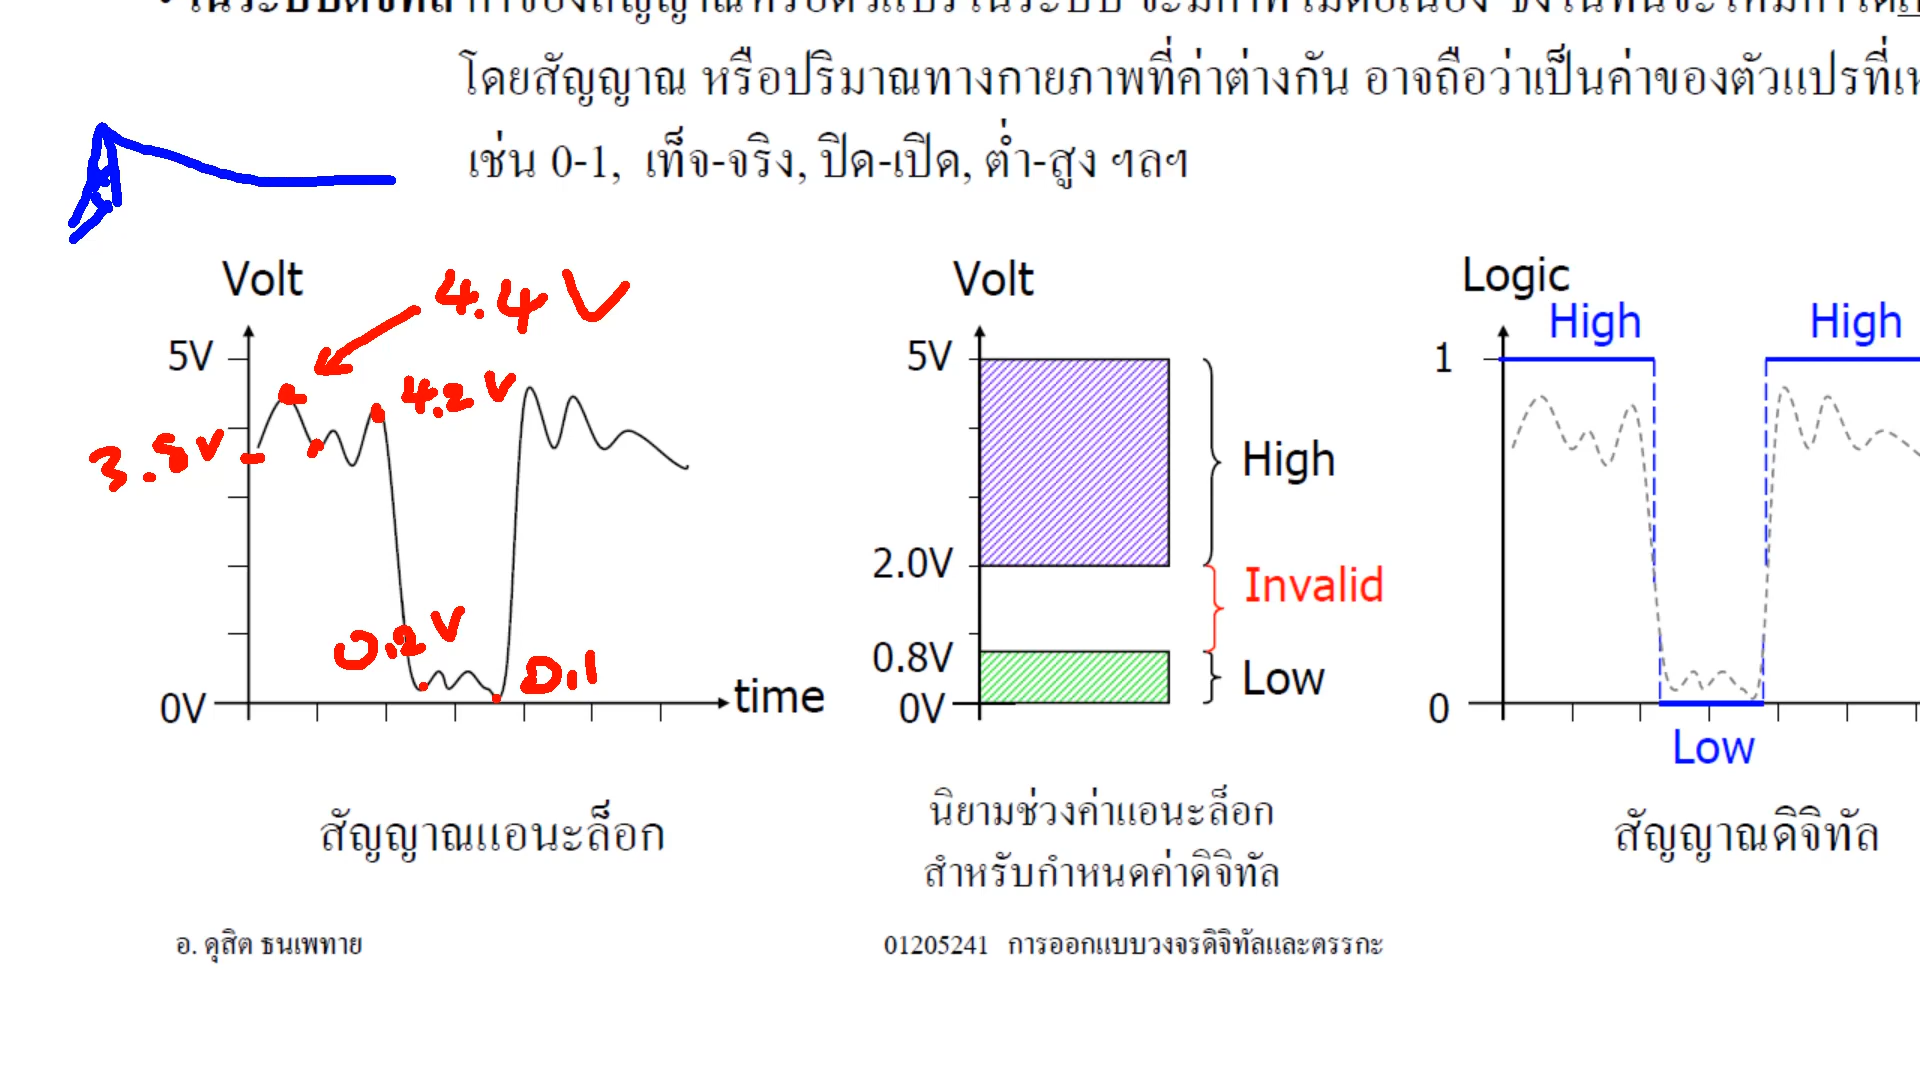 โดยสัญญาณ หรือปริมาณทางกายภาพที่ค่าต่างกัน อาจถือว่าเป็นค่าของตัวแปรที่
เช่น 0-1, เท็จ-จริง, ปิด-เปิด, ต่ำ-สูง ฯลฯ
Volt
4.4 V
5V
4.2 V
3.8 V
0.2 V
0.1
0V
time
สัญญาณแอนะล็อก
Volt
5V
High
2.0V
Invalid
0.8V
Low
0V
นิยามช่วงค่าแอนะล็อก
สำหรับกำหนดค่าดิจิทัล
Logic
High
High
1
0
Low
สัญญาณดิจิทัล
อ. ดุสิต ธนเพทาย
01205241 การออกแบบวงจรดิจิทัลและตรรกะ